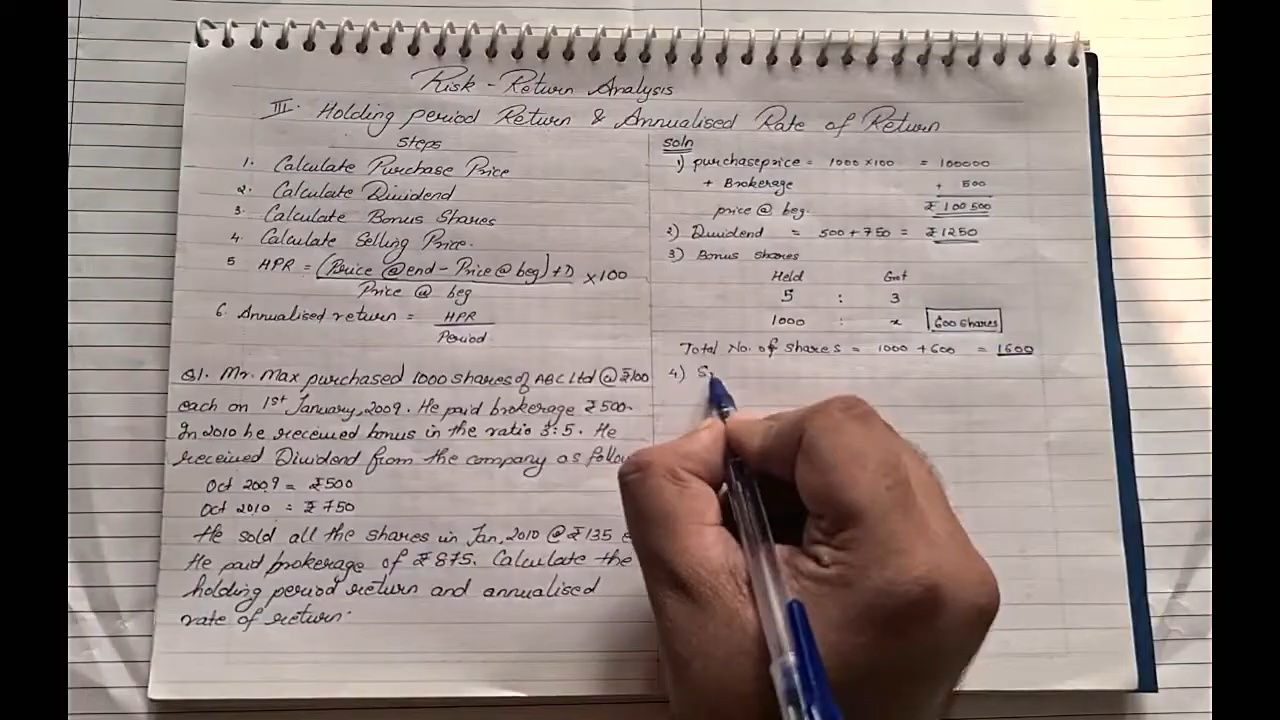 Risk - Return Analysis
III. Holding period Return & Annualised Rate of Return
Steps
1. Calculate Purchase Price
2. Calculate Dividend
3. Calculate Bonus Shares
4. Calculate Selling Price.
5 HPR = (Price @ end - Price @ beg) + D × 100
Price @ beg
6. Annualised return = HPR
Period
Q1. Mr. Max purchased 1000 shares of ABC Ltd @ ₹100
each on 1st January, 2009. He paid brokerage ₹500.
In 2010 he received bonus in the ratio 3:5. He
received Dividend from the company as
Oct 2009 = ₹500
Oct 2010 = ₹750
He sold all the shares in Jan, 2010 @ ₹135
He paid brokerage of ₹875. Calculate the
holding period return and annualised
rate of return.
Soln
1) purchase price = 1000 × 100 = 100000
+ Brokerage + 500
price @ beg. ₹ 100 500
2) Dividend = 500 + 750 = ₹1250
3) Bonus shares
Held Got
5 : 3
1000 : x 600 shares
Total No. of shares = 1000 + 600 = 1600
4) S